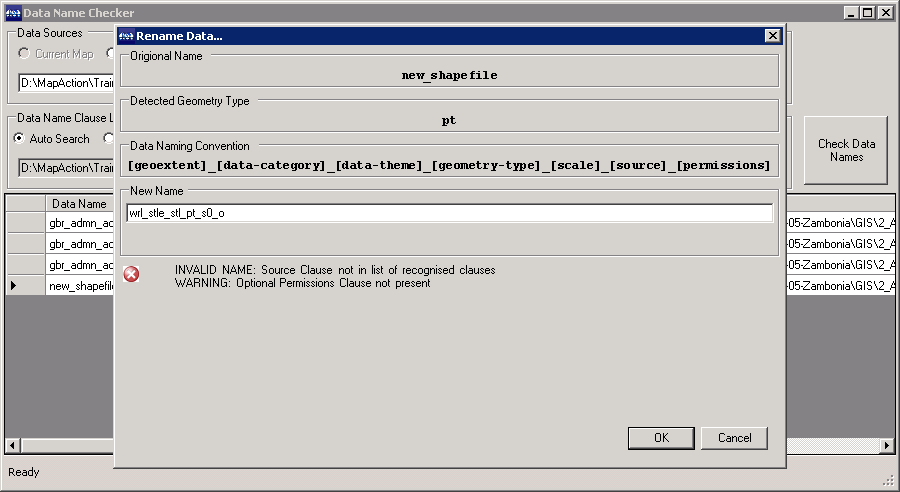 Data Name Checker
Data Sources
Current Map
D:\MapAction\Trai
Data Name Clause L
Auto Search
D:\MapAction\Trai
Check Data
Names
Data Name
gbr_admn_ac
gbr_admn_ac
gbr_admn_ac
new_shapefile
-05-Zambonia\GIS\2_A
-05-Zambonia\GIS\2_A
-05-Zambonia\GIS\2_A
-05-Zambonia\GIS\2_A
Ready
Rename Data...
Origional Name
new_shapefile
Detected Geometry Type
pt
Data Naming Convention
[geoextent]_[data-category]_[data-theme]_[geometry-type]_[scale]_[source]_[permissions]
New Name
wrl_stle_stl_pt_s0_o
INVALID NAME: Source Clause not in list of recognised clauses
WARNING: Optional Permissions Clause not present
OK
Cancel